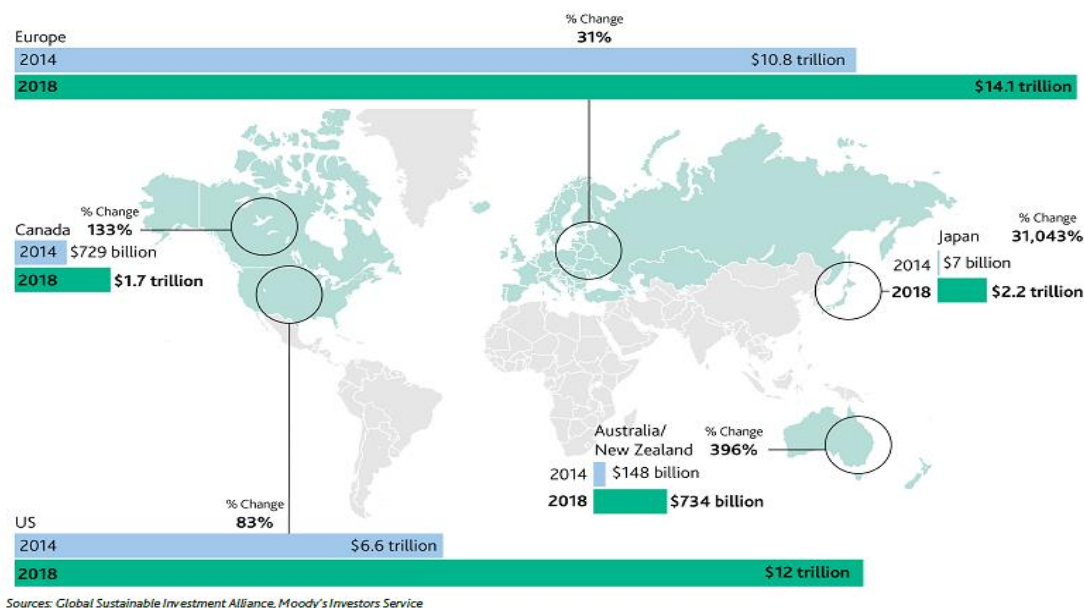 % Change
31%
Europe
2014 $10.8 trillion
2018 $14.1 trillion
% Change
Canada 133%
2014 $729 billion
2018 $1.7 trillion
% Change
Japan 31,043%
2014 $7 billion
2018 $2.2 trillion
Australia/ % Change
New Zealand 396%
2014 $148 billion
2018 $734 billion
% Change
US 83%
2014 $6.6 trillion
2018 $12 trillion
Sources: Global Sustainable Investment Alliance, Moody's Investors Service